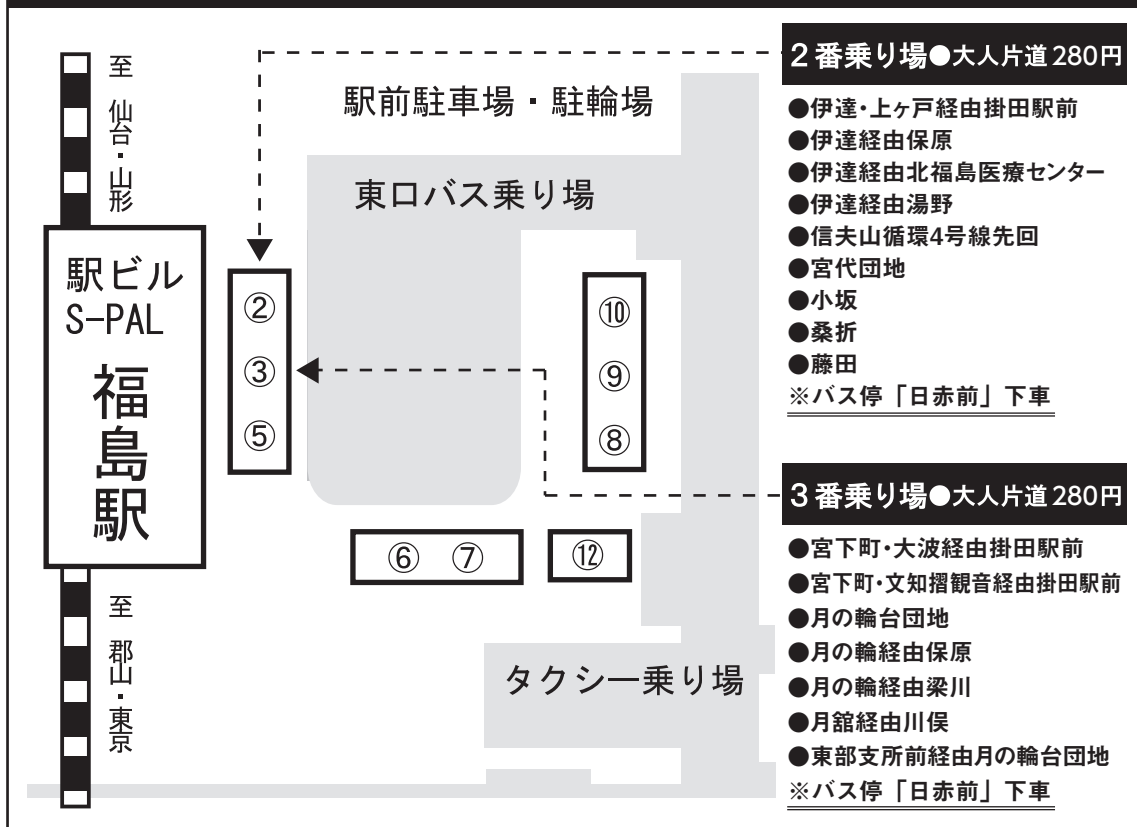 至 仙台・山形
駅前駐車場・駐輪場
東口バス乗り場
駅ビル
S-PAL
福島駅
②
③
⑤
⑩
⑨
⑧
⑥ ⑦
⑫
至 郡山・東京
タクシー乗り場
2番乗り場●大人片道280円
●伊達・上ヶ戸経由掛田駅前
●伊達経由保原
●伊達経由北福島医療センター
●伊達経由湯野
●信夫山循環4号線先回
●宮代団地
●小坂
●桑折
●藤田
※バス停「日赤前」下車
3番乗り場●大人片道280円
●宮下町・大波経由掛田駅前
●宮下町・文知摺観音経由掛田駅前
●月の輪台団地
●月の輪経由保原
●月の輪経由梁川
●月舘経由川俣
●東部支所前経由月の輪台団地
※バス停「日赤前」下車